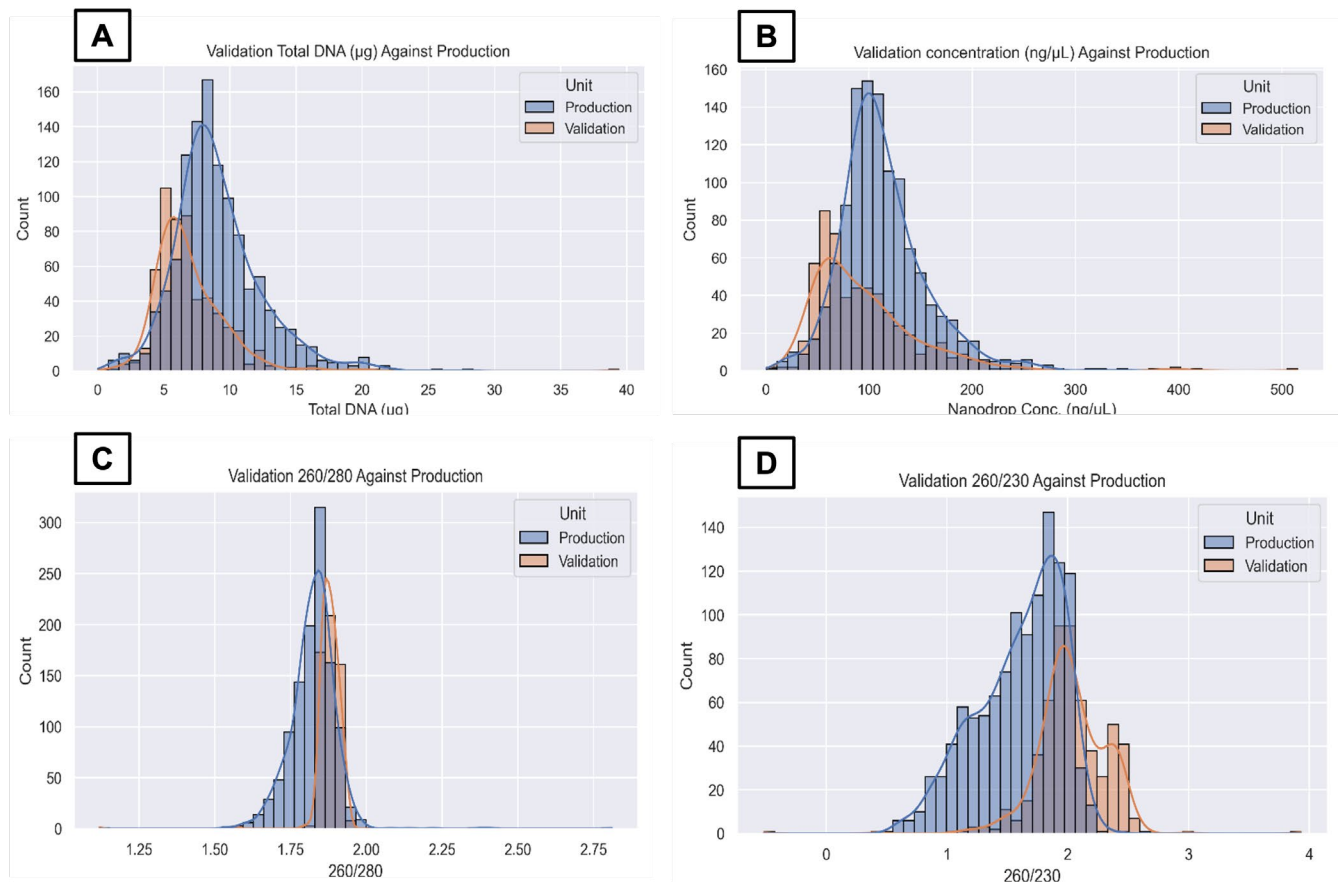 A
Validation Total DNA (µg) Against Production
Unit
Production
Validation
Count
160
140
120
100
80
60
40
20
0
0 5 10 15 20 25 30 35 40
Total DNA (µg)
B
Validation concentration (ng/µL) Against Production
Unit
Production
Validation
Count
160
140
120
100
80
60
40
20
0
0 100 200 300 400 500
Nanodrop Conc. (ng/uL)
C
Validation 260/280 Against Production
Unit
Production
Validation
Count
300
250
200
150
100
50
0
1.25 1.50 1.75 2.00 2.25 2.50 2.75
260/280
D
Validation 260/230 Against Production
Unit
Production
Validation
Count
140
120
100
80
60
40
20
0
0 1 2 3 4
260/230